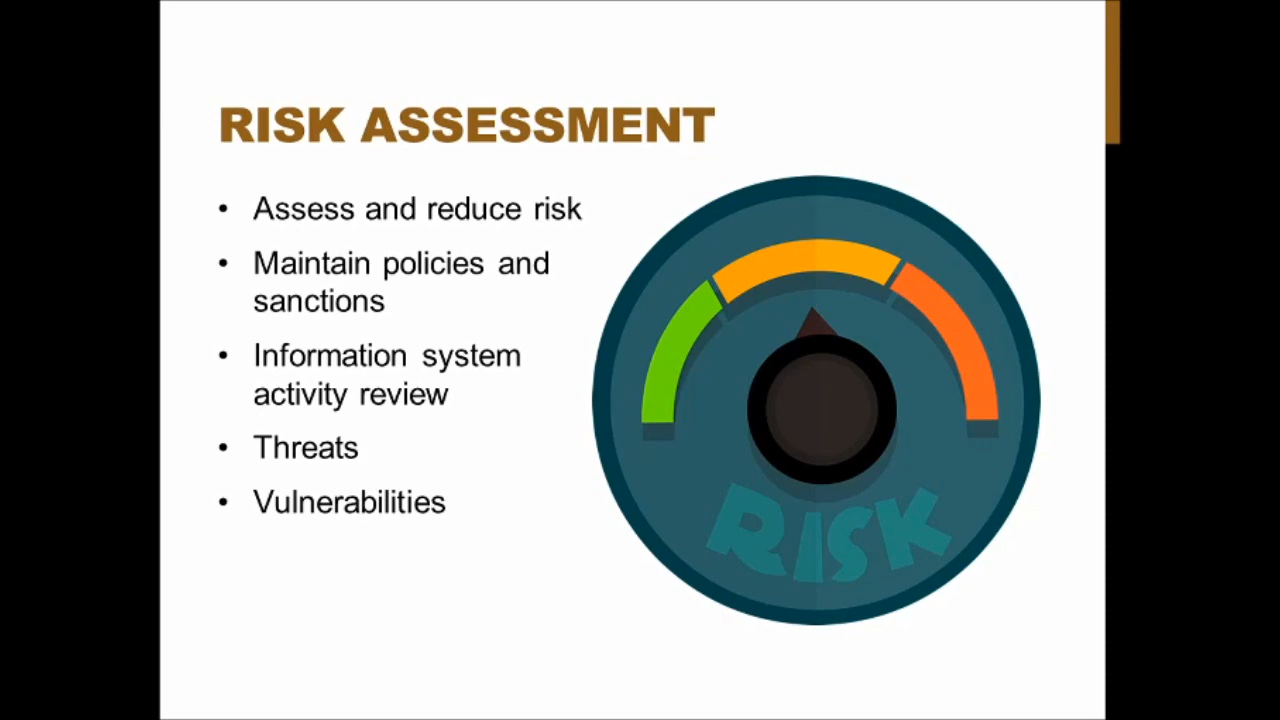 RISK ASSESSMENT
• Assess and reduce risk
• Maintain policies and
sanctions
• Information system
activity review
• Threats
• Vulnerabilities
RISK